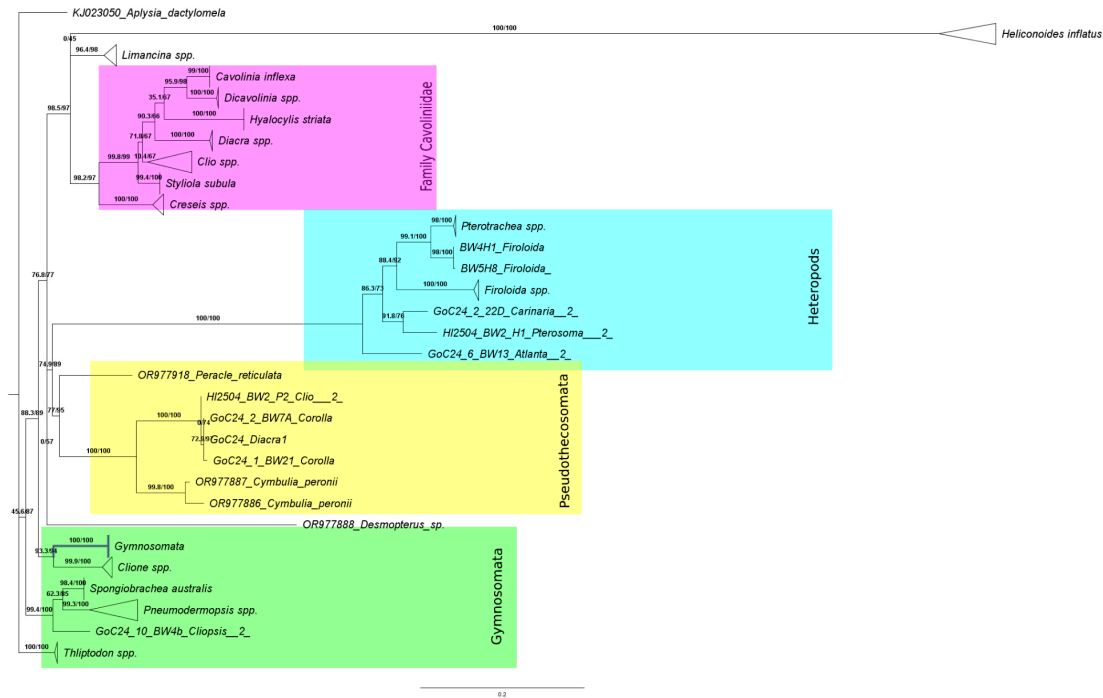 KJ023050_Aplysia_dactylomela
100/100
Heliconoides inflatus
0/45
96.4/98
Limancina spp.
99/100
Cavolinia inflexa
95.9/98
100/100
Dicavolinia spp.
35.1/67
98.5/97
100/100
Hyalocylis striata
90.3/66
100/100
Diacra spp.
71.8/67
99.8/99
10.4/67
Clio spp.
98.2/97
99.4/100
Styliola subula
100/100
Creseis spp.
Family Cavoliniidae
98/100
Pterotrachea spp.
99.1/100
BW4H1_Firoloida
98/100
88.4/92
BW5H8_Firoloida_
76.8/77
86.3/73
100/100
Firoloida spp.
GoC24_2_22D_Carinaria__2_
91.8/76
100/100
HI2504_BW2_H1_Pterosoma___2_
GoC24_6_BW13_Atlanta__2_
Heteropods
74.9/89
OR977918_Peracle_reticulata
HI2504_BW2_P2_Clio___2_
77/95
88.3/89
100/100
0/74
GoC24_2_BW7A_Corolla
0/57
GoC24_Diacra1
100/100
GoC24_1_BW21_Corolla
99.8/100
OR977887_Cymbulia_peronii
OR977886_Cymbulia_peronii
Pseudothecosomata
45.6/87
OR977888_Desmopterus_sp.
100/100
Gymnosomata
93.3/94
99.9/100
Clione spp.
98.4/100
Spongiobrachea australis
62.3/85
99.3/100
Pneumodermopsis spp.
99.4/100
GoC24_10_BW4b_Cliopsis__2_
100/100
Thliptodon spp.
Gymnosomata
0.2